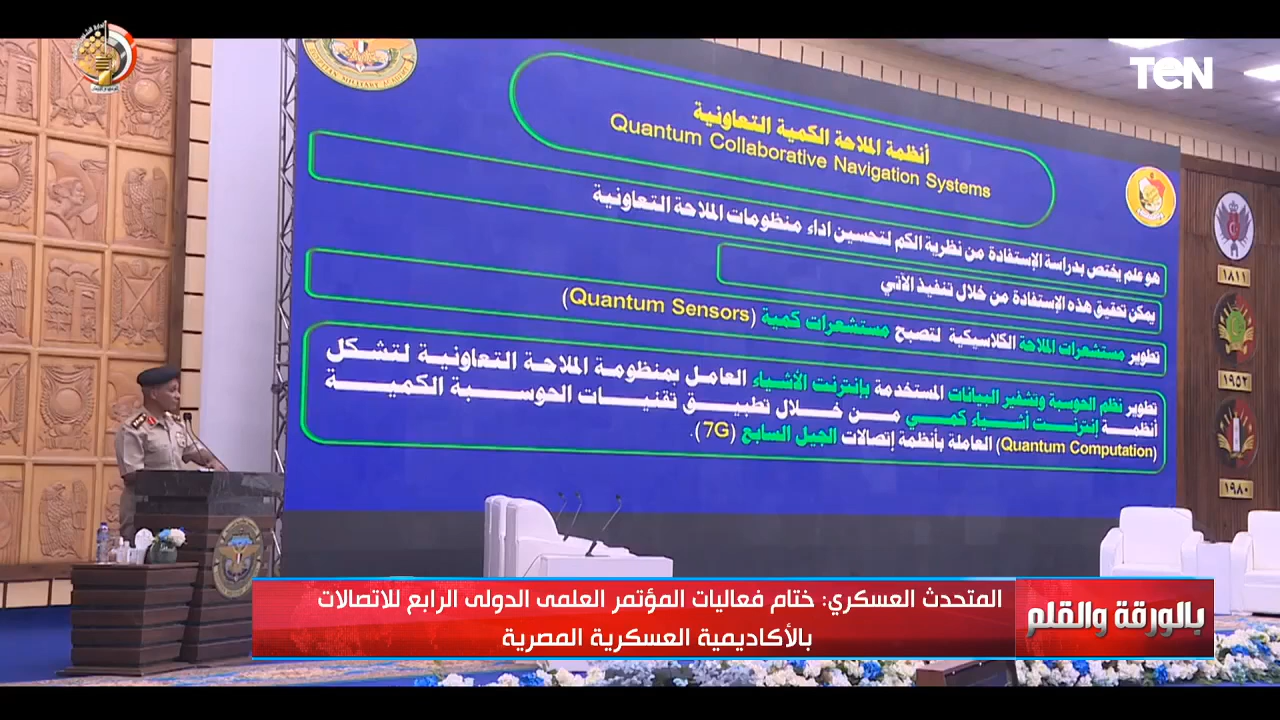 TEN
أنظمة الملاحة الكمية التعاونية
Quantum Collaborative Navigation Systems
هو علم يختص بدراسة الإستفادة من نظرية الكم لتحسين اداء منظومات الملاحة التعاونية
يمكن تحقيق هذه الإستفادة من خلال تنفيذ الأتي
تطوير مستشعرات الملاحة الكلاسيكية لتصبح مستشعرات كمية (Quantum Sensors)
تطوير نظم الحوسبة وتشفير البيانات المستخدمة بإنترنت الأشياء العامل بمنظومة الملاحة التعاونية لتشكل
أنظمة إنترنت أشياء كمي من خلال تطبيق تقنيات الحوسبة الكمية
(Quantum Computation) العاملة بأنظمة إتصالات الجيل السابع (7G).
١٨١١
١٩٥٢
١٩٨٠
بالورقة والقلم
المتحدث العسكري: ختام فعاليات المؤتمر العلمى الدولى الرابع للاتصالات
بالأكاديمية العسكرية المصرية